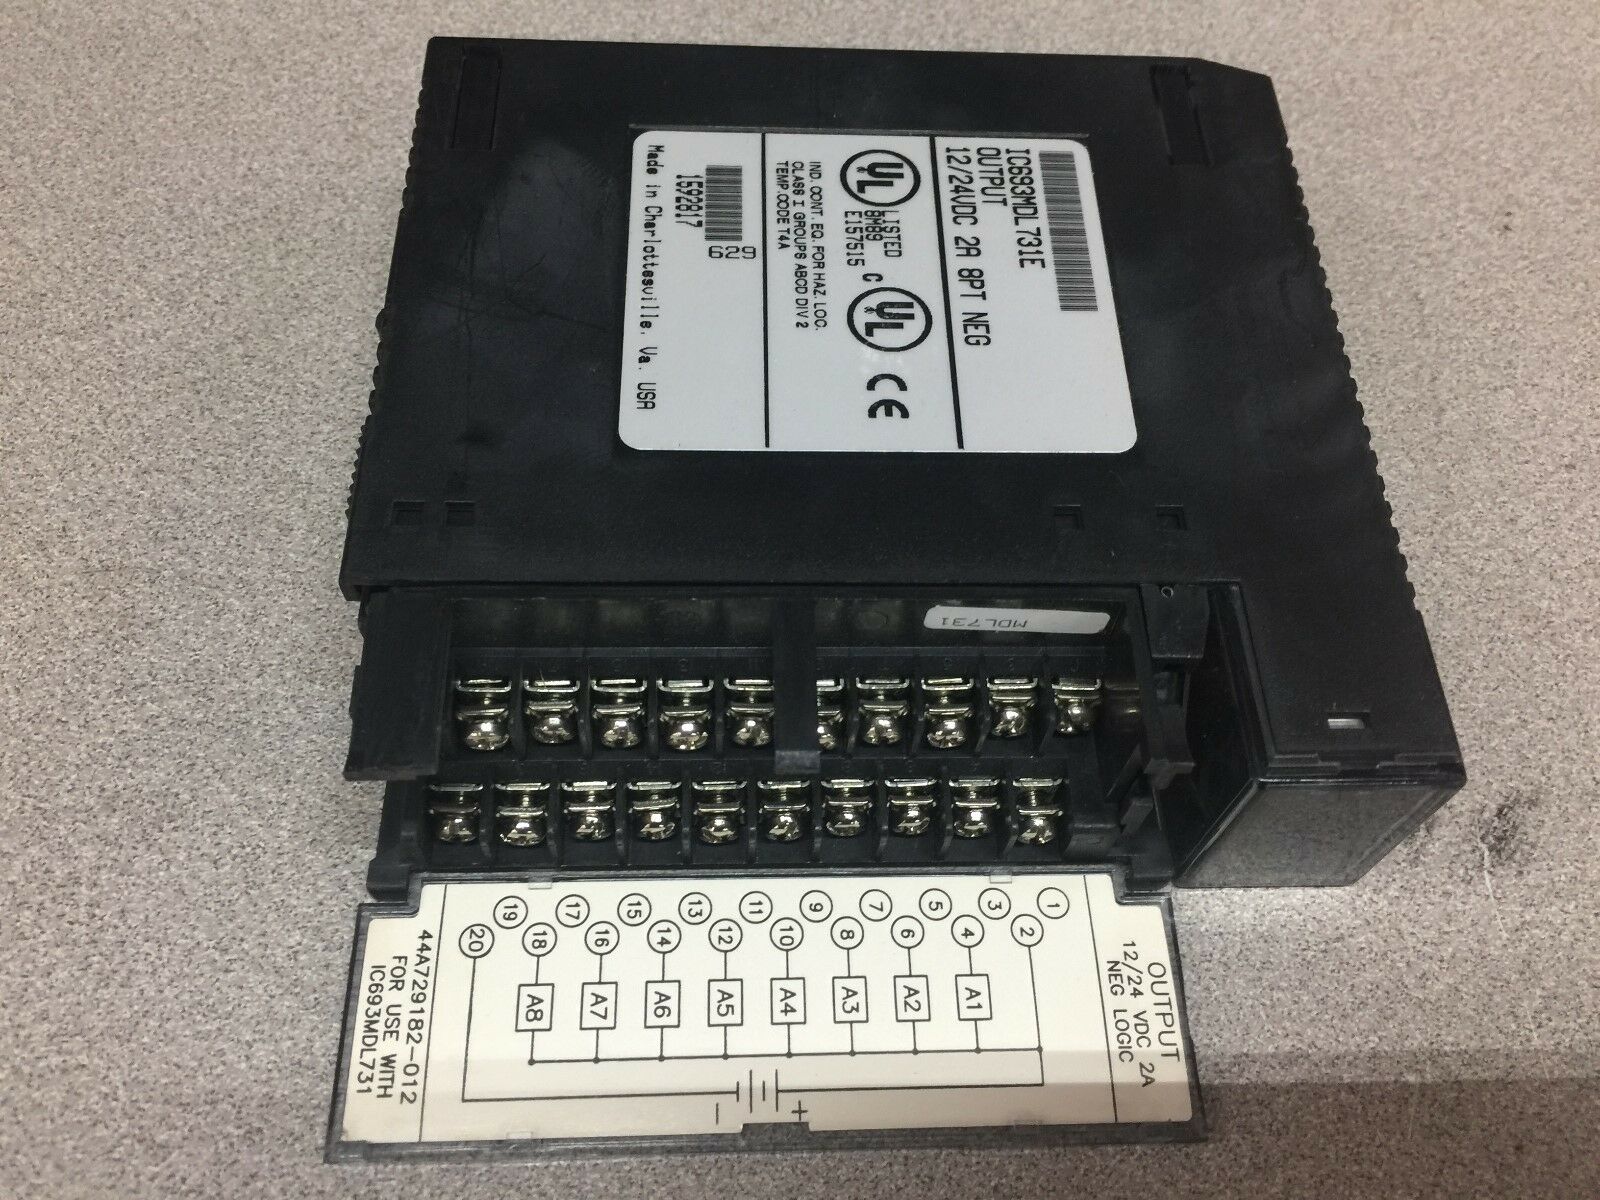 IC693MDL731E
OUTPUT
12/24VDC 2A 8PT NEG
UL LISTED
8M89
E157515
C UL CE
IND. CONT. EQ. FOR HAZ. LOC.
CLASS I GROUPS ABCD DIV 2
TEMP.CODE T4A
629
1592817
Made in Charlottesville, Va. USA
MDL731
OUTPUT
12/24 VDC 2A
NEG LOGIC
1
2
3
4 A1
5
6 A2
7
8 A3
9
10 A4
11
12 A5
13
14 A6
15
16 A7
17
18 A8
19
20
+
-
44A729182-012
FOR USE WITH
IC693MDL731